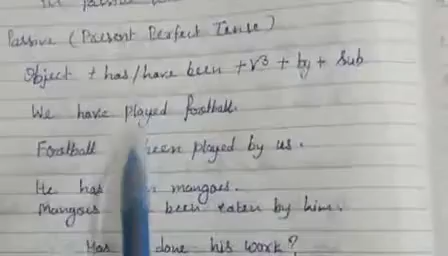 Passive (Present Perfect Tense)
Object + has/have been + V3 + by + Sub
We have played football.
Football been played by us.
He has mangoes.
Mangoes been eaten by him.
Has done his work?